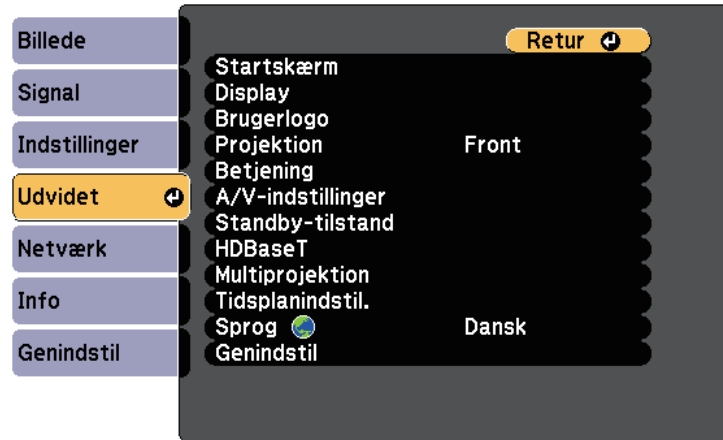 Billede
Signal
Indstillinger
Udvidet
Netværk
Info
Genindstil
Retur
Startskærm
Display
Brugerlogo
Projektion Front
Betjening
A/V-indstillinger
Standby-tilstand
HDBaseT
Multiprojektion
Tidsplanindstil.
Sprog Dansk
Genindstil